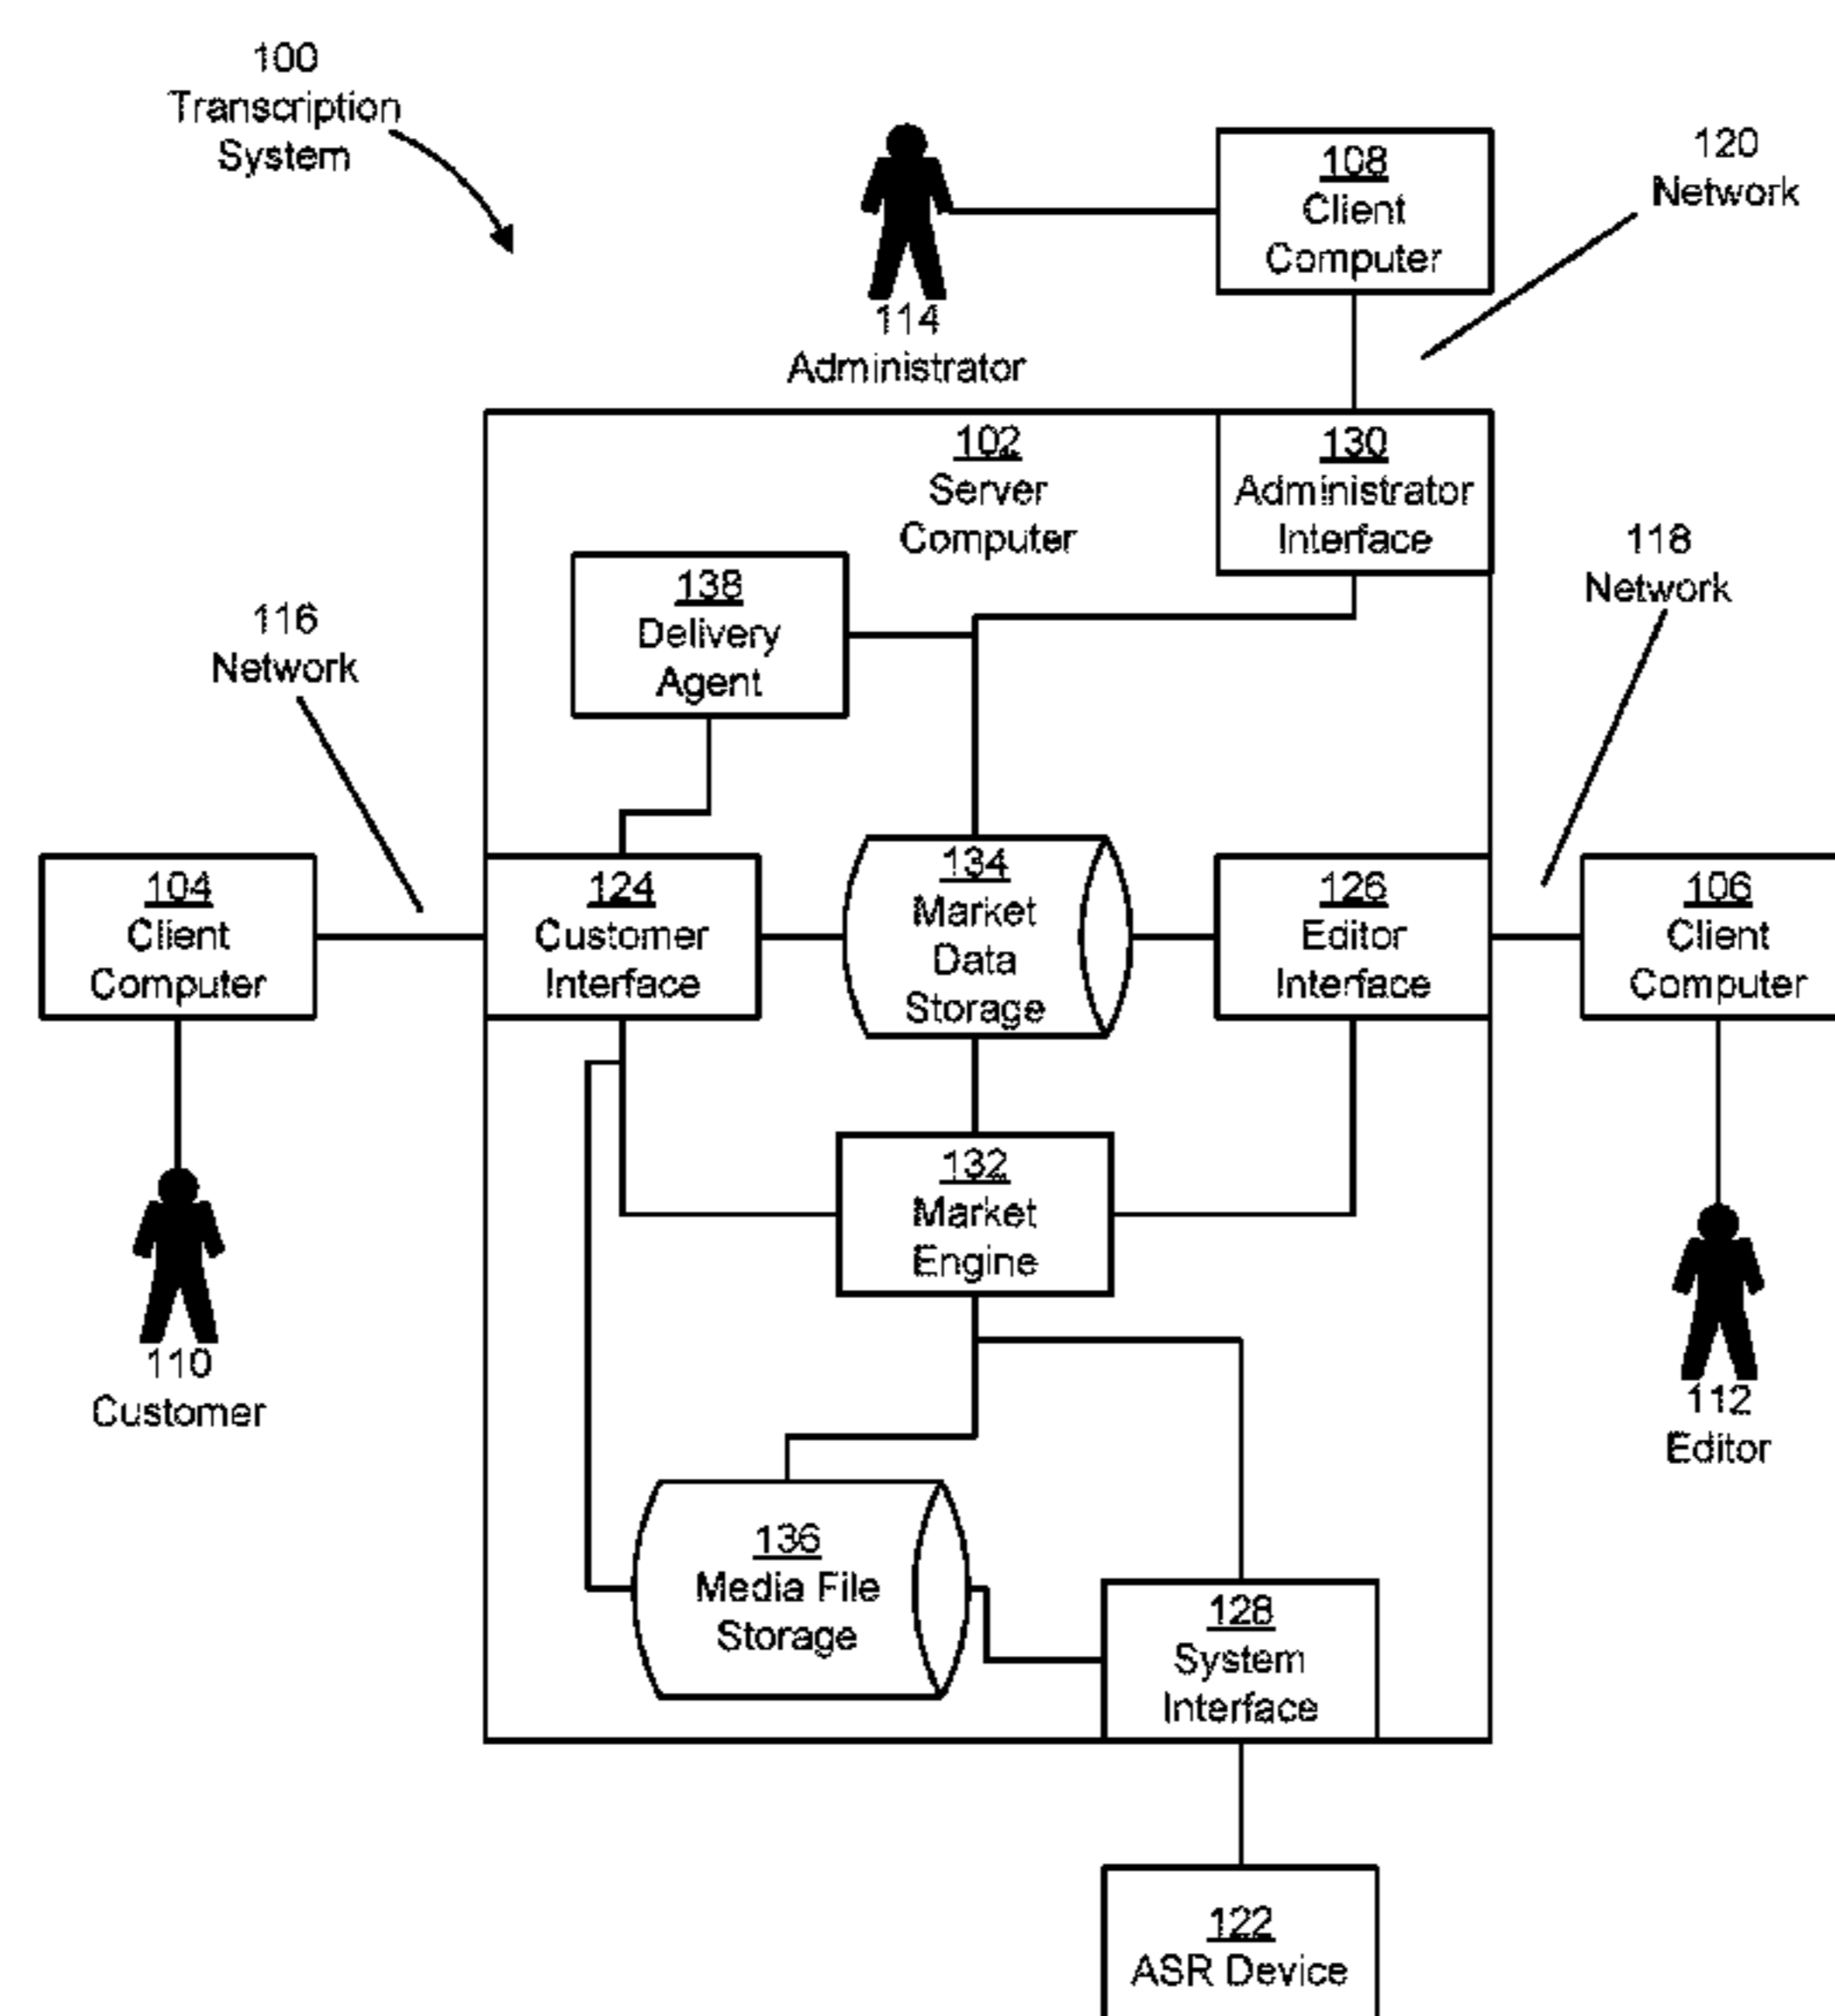 100
Transcription
System
108
Client
Computer
120
Network
114
Administrator
102
Server
Computer
130
Administrator
Interface
118
Network
138
Delivery
Agent
116
Network
104
Client
Computer
124
Customer
Interface
134
Market
Data
Storage
126
Editor
Interface
106
Client
Computer
132
Market
Engine
110
Customer
112
Editor
136
Media File
Storage
128
System
Interface
122
ASR Device